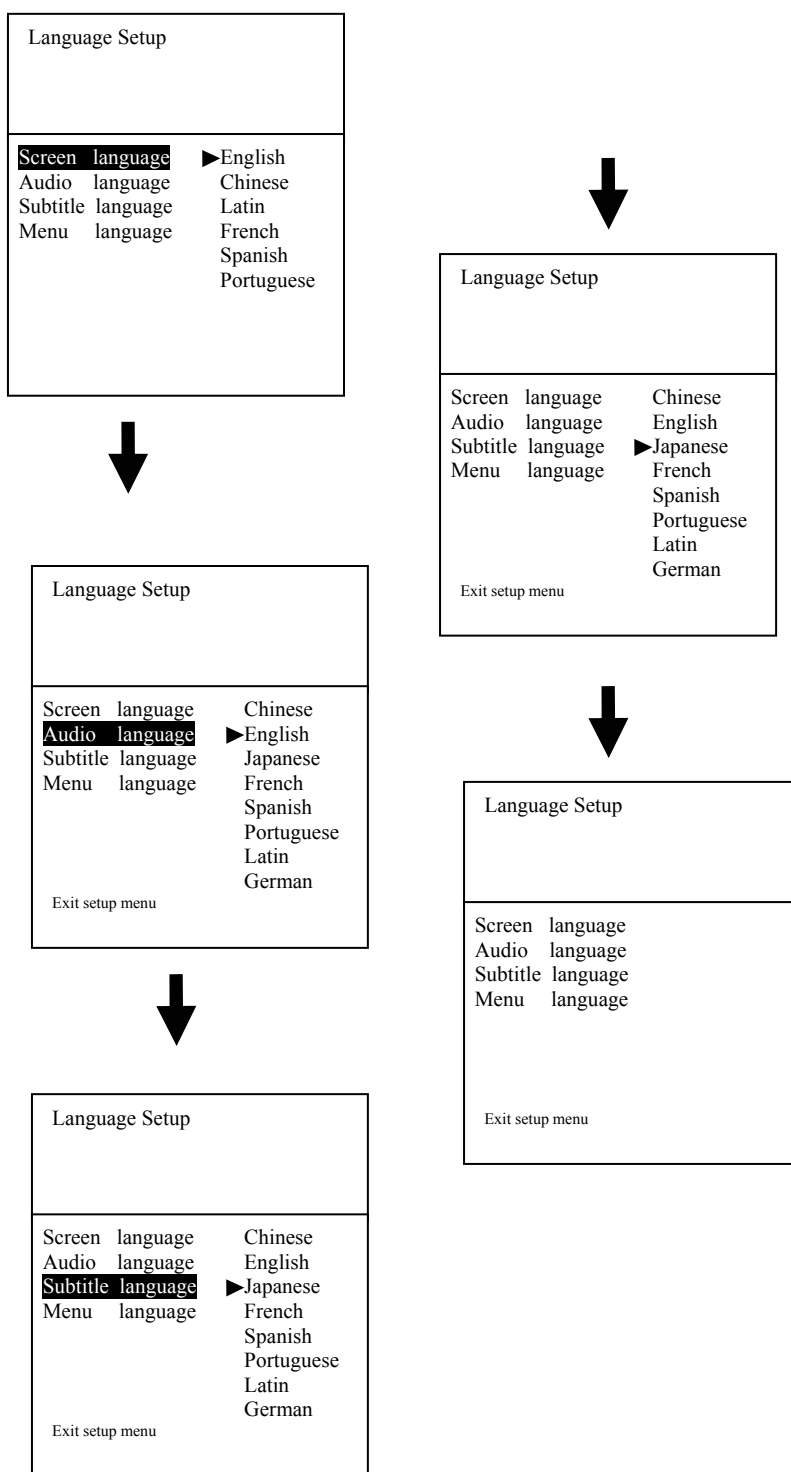 Language Setup
Screen language ▶English
Audio language Chinese
Subtitle language Latin
Menu language French
Spanish
Portuguese
Language Setup
Screen language Chinese
Audio language ▶English
Subtitle language Japanese
Menu language French
Spanish
Portuguese
Latin
German
Exit setup menu
Language Setup
Screen language Chinese
Audio language English
Subtitle language ▶Japanese
Menu language French
Spanish
Portuguese
Latin
German
Exit setup menu
Language Setup
Screen language Chinese
Audio language English
Subtitle language ▶Japanese
Menu language French
Spanish
Portuguese
Latin
German
Exit setup menu
Language Setup
Screen language
Audio language
Subtitle language
Menu language
Exit setup menu